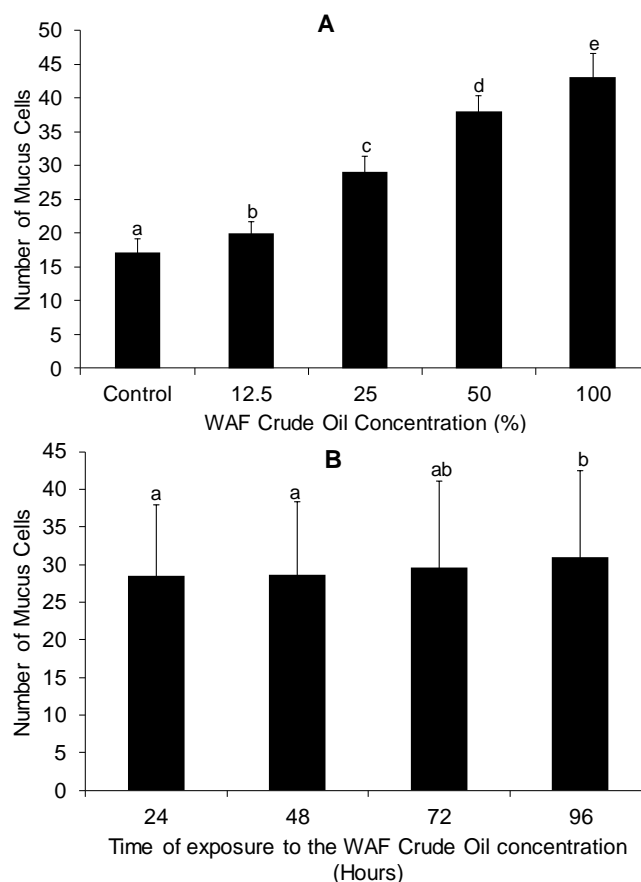 A
50
45
40
35
30
25
20
15
10
5
0
Number of Mucus Cells
a
b
c
d
e
Control 12.5 25 50 100
WAF Crude Oil Concentration (%)
B
45
40
35
30
25
20
15
10
5
0
Number of Mucus Cells
a
a
ab
b
24 48 72 96
Time of exposure to the WAF Crude Oil concentration
(Hours)